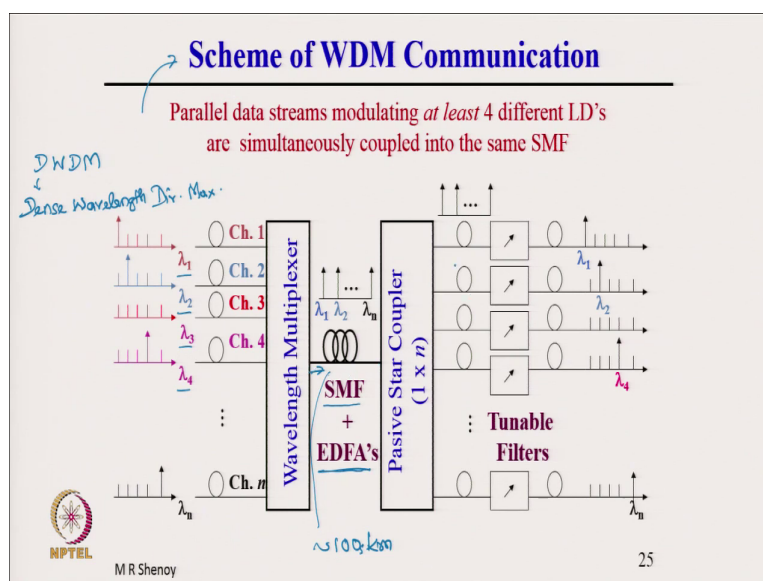 Scheme of WDM Communication
Parallel data streams modulating at least 4 different LD's
are simultaneously coupled into the same SMF
DWDM
Dense Wavelength Div. Max.
Ch. 1
λ1
Ch. 2
λ2
Ch. 3
λ3
Ch. 4
λ4
⋮
Ch. n
λn
Wavelength Multiplexer
...
λ1 λ2 λn
SMF
+
EDFA's
~100km
Pasive Star Coupler
(1 x n)
...
λ1
λ2
λ4
⋮
Tunable
Filters
λn
NPTEL
M R Shenoy
25